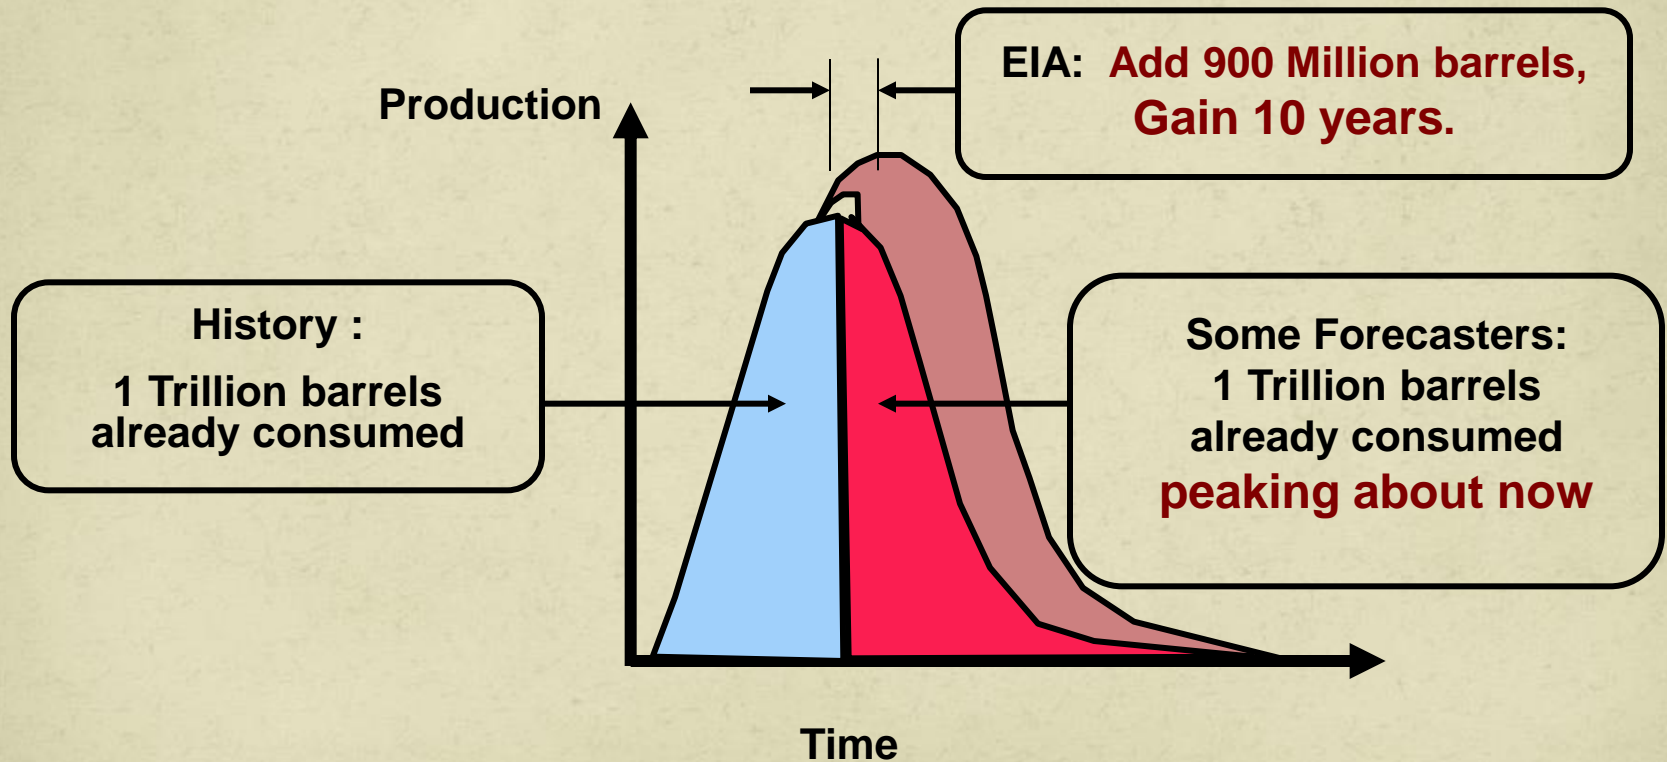 EIA: Add 900 Million barrels,
Gain 10 years.
Production
History :
1 Trillion barrels
already consumed
Some Forecasters:
1 Trillion barrels
already consumed
peaking about now
Time